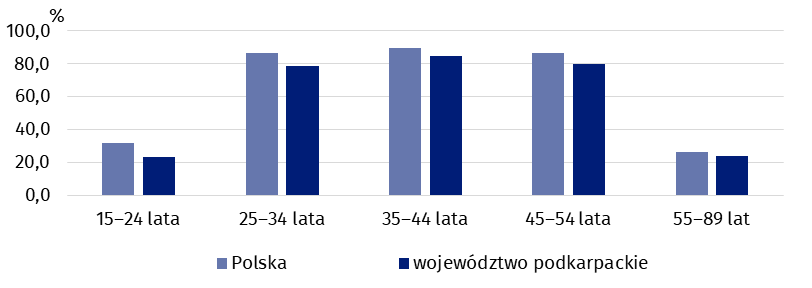 %
100,0
80,0
60,0
40,0
20,0
0,0
15–24 lata
25–34 lata
35–44 lata
45–54 lata
55–89 lat
Polska
województwo podkarpackie